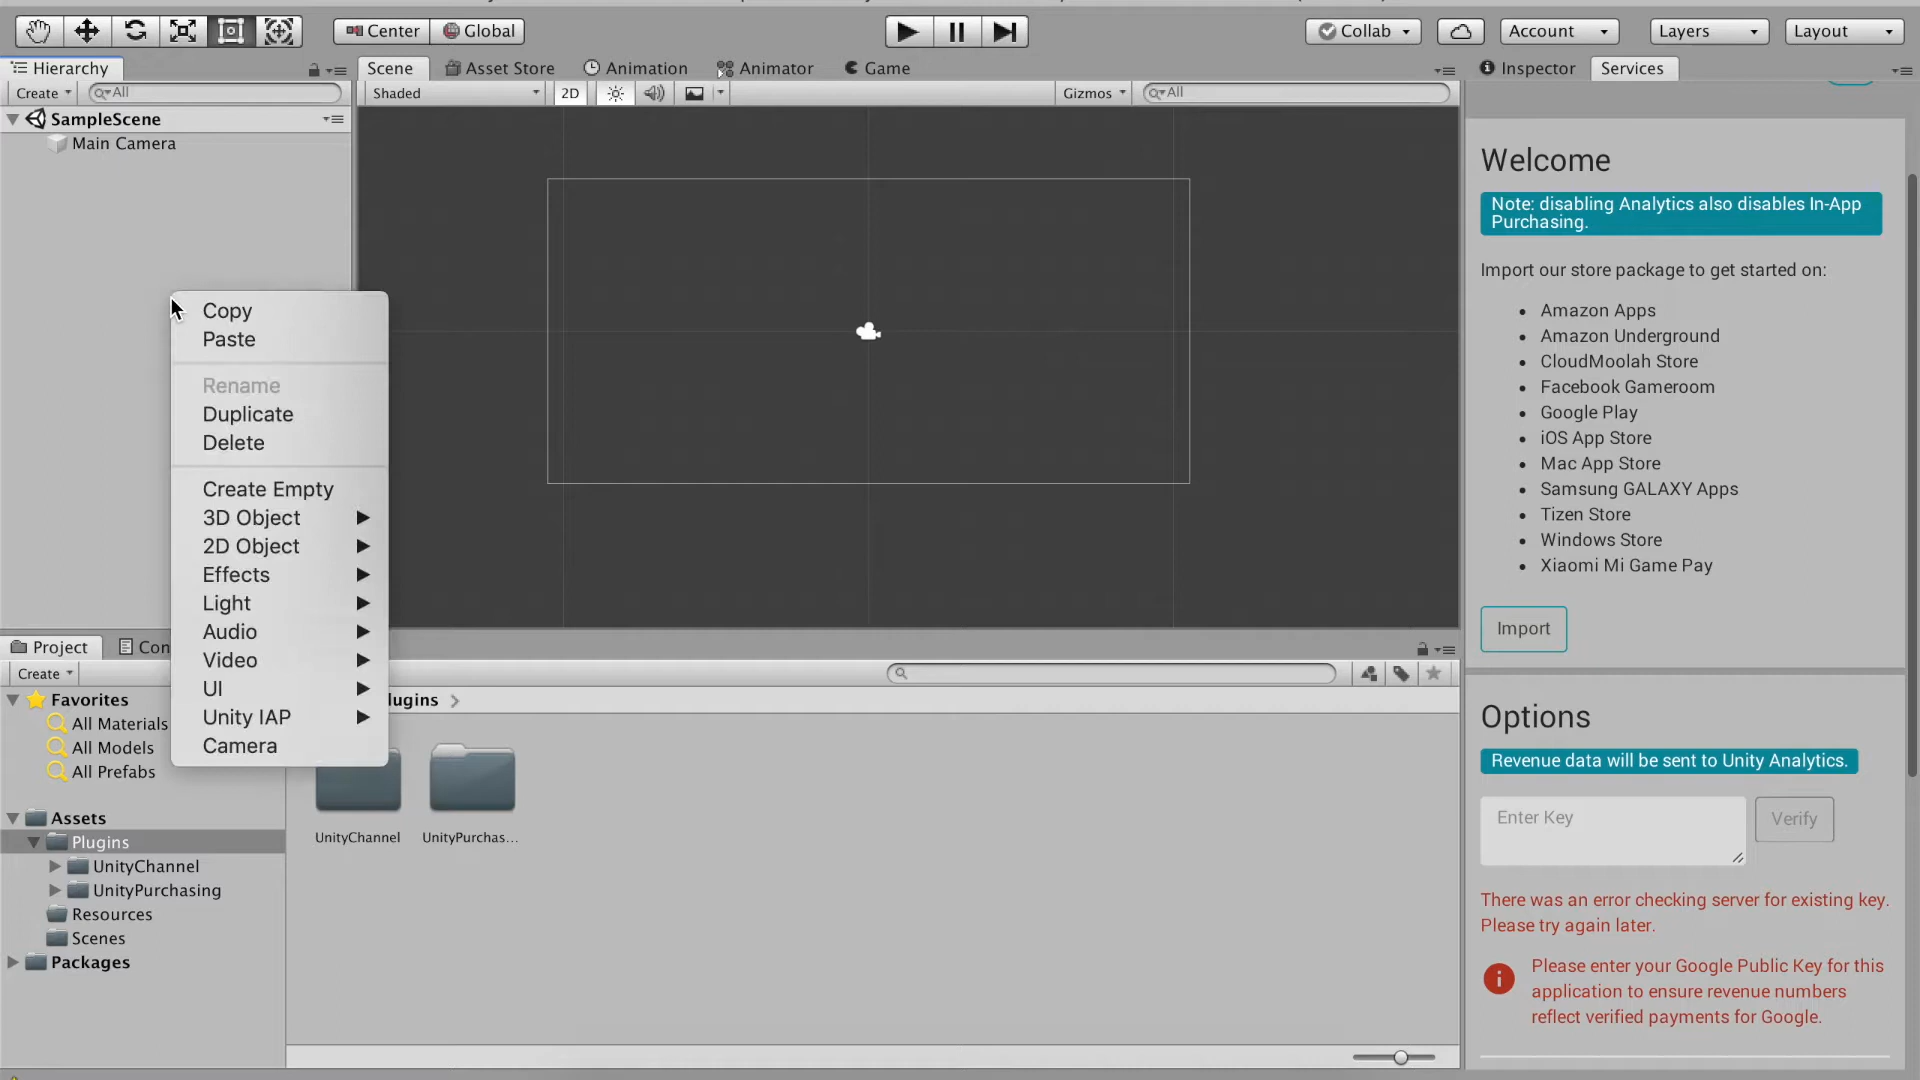 Center
Global
Collab
Account
Layers
Layout
Hierarchy
Scene
Asset Store
Animation
Animator
Game
Inspector
Services
Create
All
Shaded
2D
Gizmos
All
SampleScene
Main Camera
Copy
Paste
Rename
Duplicate
Delete
Create Empty
3D Object
2D Object
Effects
Light
Audio
Video
UI
Unity IAP
Camera
Welcome
Note: disabling Analytics also disables In-App
Purchasing.
Import our store package to get started on:
Amazon Apps
Amazon Underground
CloudMoolah Store
Facebook Gameroom
Google Play
iOS App Store
Mac App Store
Samsung GALAXY Apps
Tizen Store
Windows Store
Xiaomi Mi Game Pay
Import
Project
Con
Create
Favorites
All Materials
All Models
All Prefabs
Assets
Plugins
UnityChannel
UnityPurchasing
Resources
Scenes
Packages
lugins
UnityChannel
UnityPurchas...
Options
Revenue data will be sent to Unity Analytics.
Enter Key
Verify
There was an error checking server for existing key.
Please try again later.
Please enter your Google Public Key for this
application to ensure revenue numbers
reflect verified payments for Google.